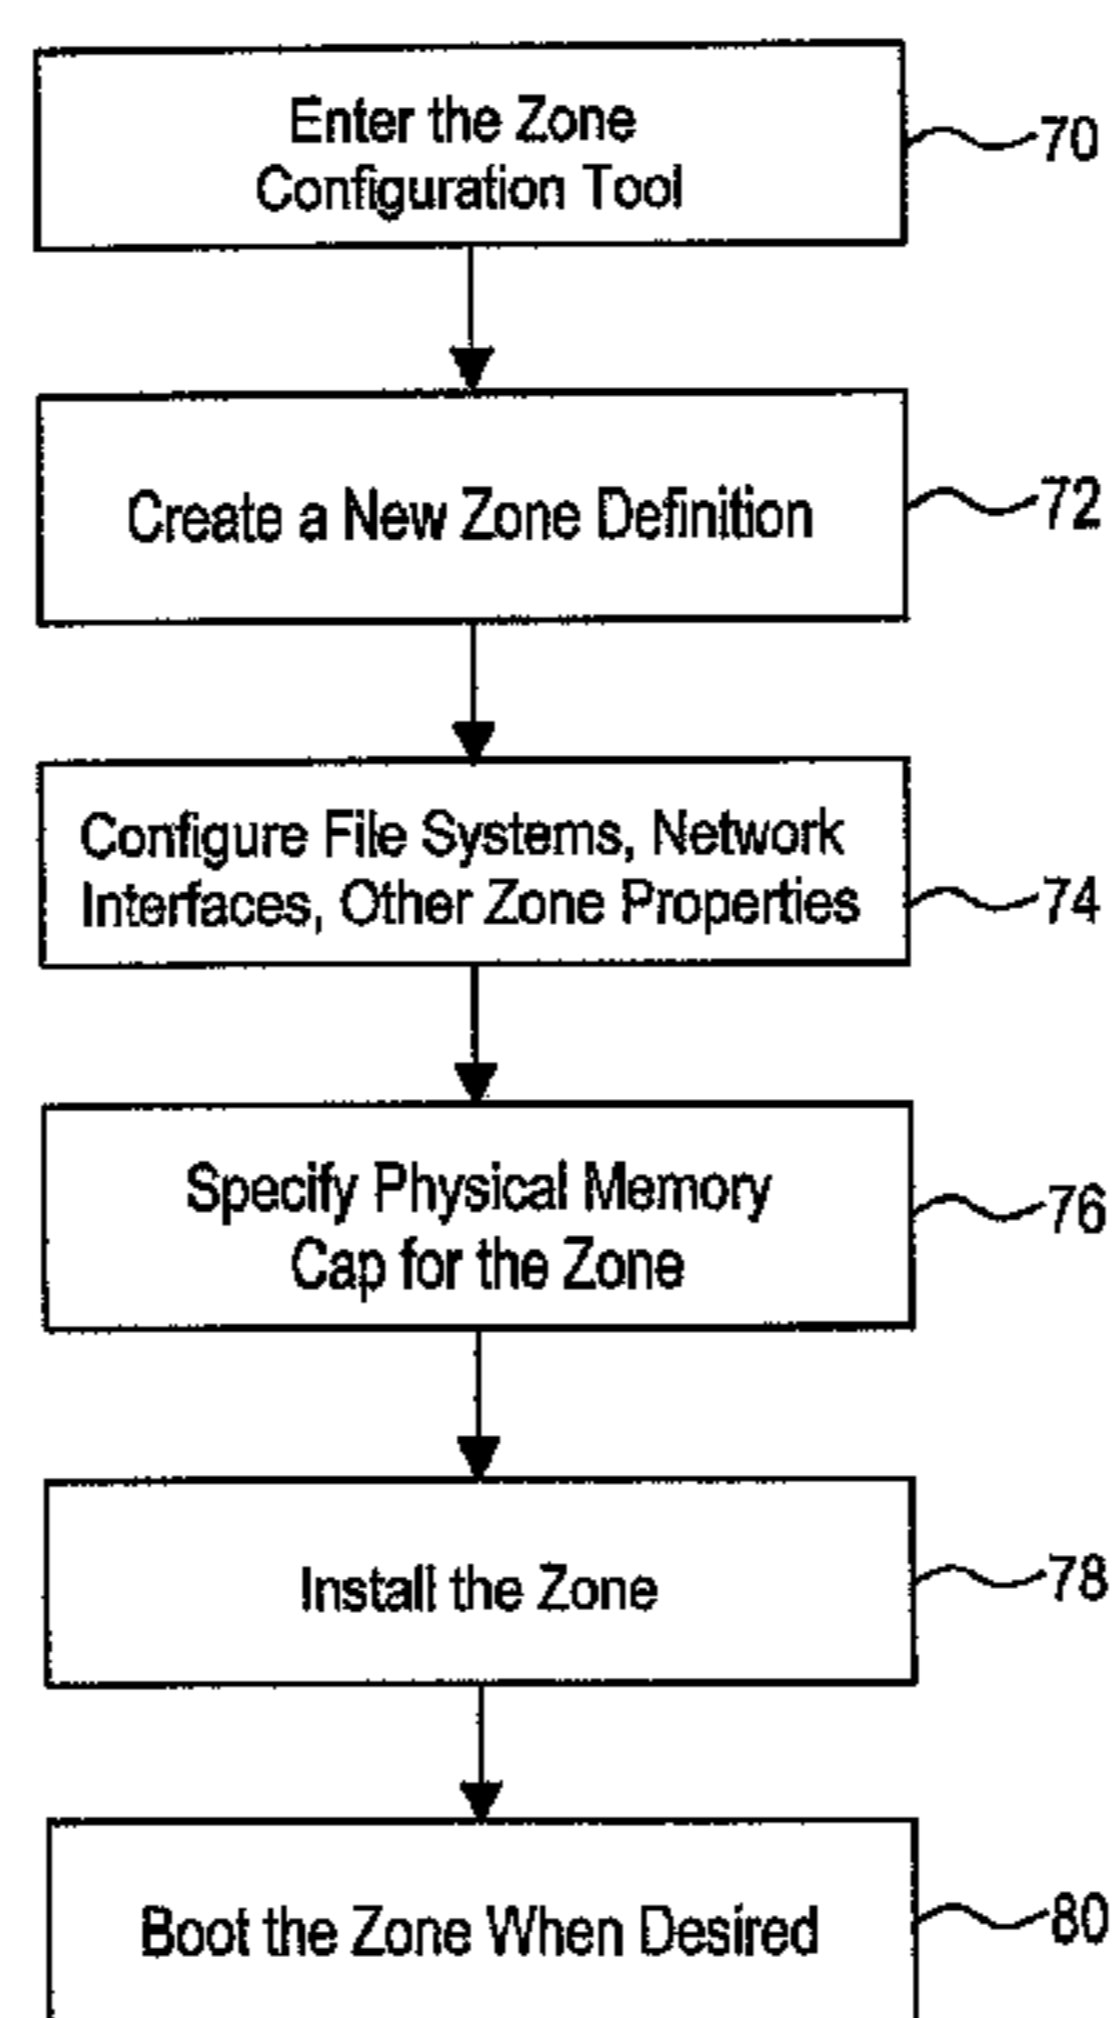 Enter the Zone
Configuration Tool
70
Create a New Zone Definition
72
Configure File Systems, Network
Interfaces, Other Zone Properties
74
Specify Physical Memory
Cap for the Zone
76
Install the Zone
78
Boot the Zone When Desired
80